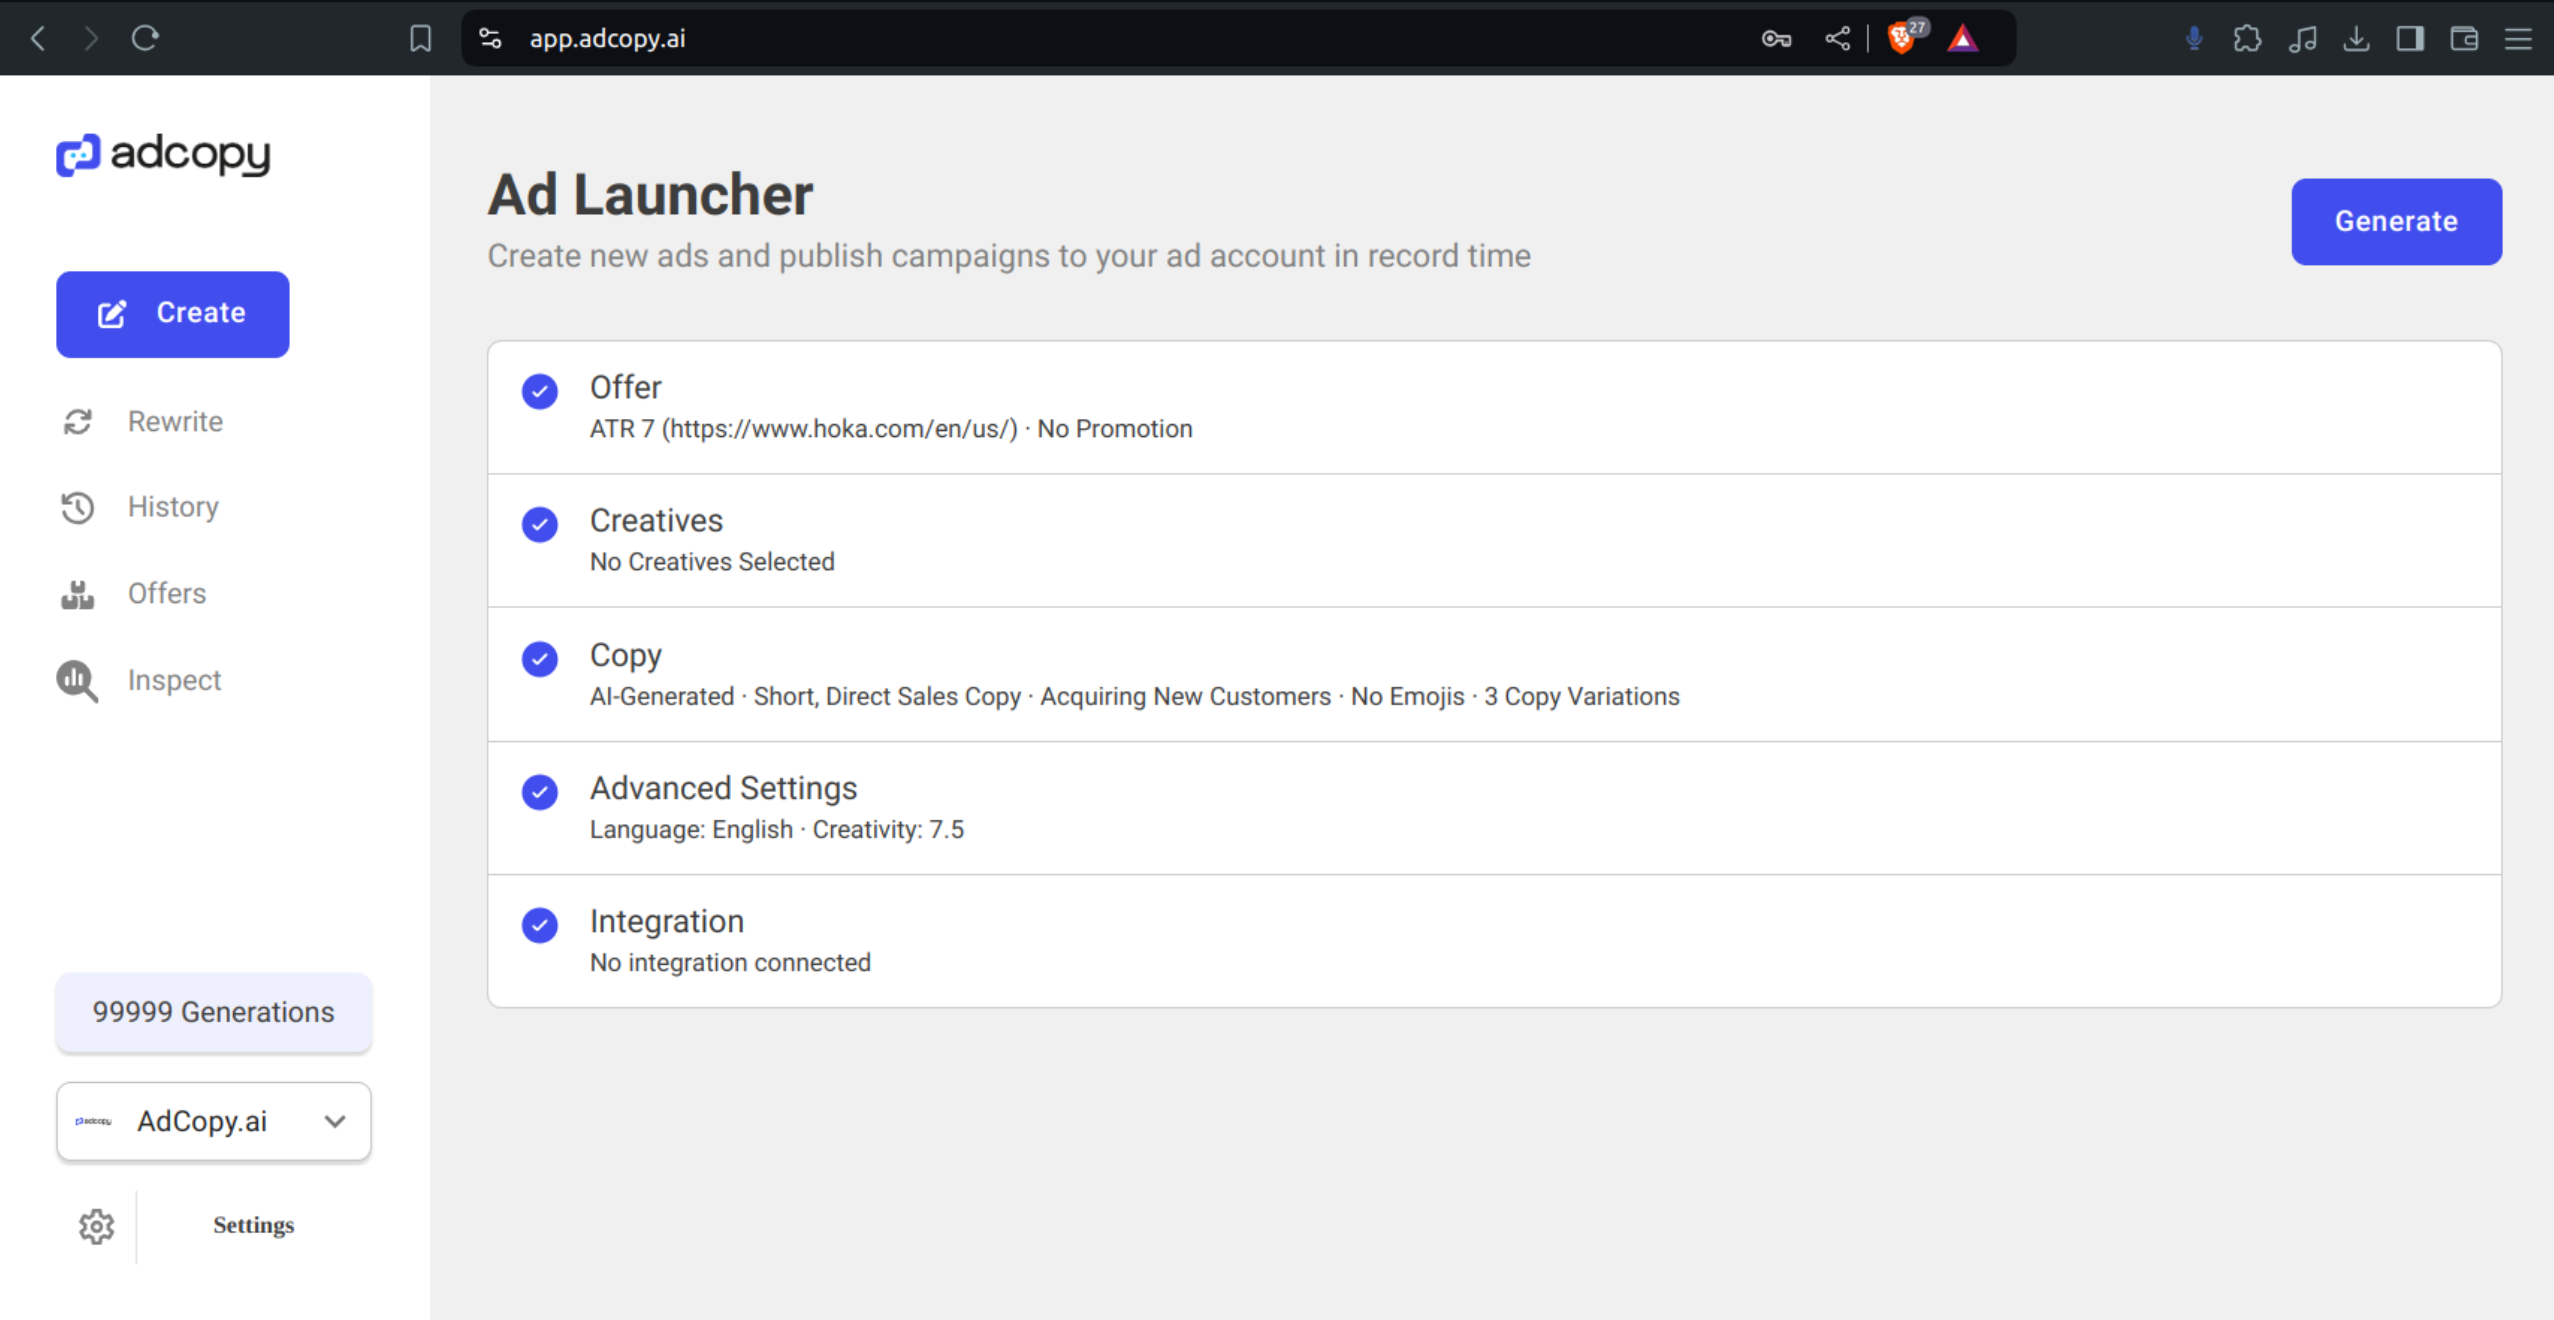 app.adcopy.ai
27
adcopy
Create
Rewrite
History
Offers
Inspect
99999 Generations
adcopy
AdCopy.ai
Settings
Ad Launcher
Create new ads and publish campaigns to your ad account in record time
Generate
Offer
ATR 7 (https://www.hoka.com/en/us/) · No Promotion
Creatives
No Creatives Selected
Copy
AI-Generated · Short, Direct Sales Copy · Acquiring New Customers · No Emojis · 3 Copy Variations
Advanced Settings
Language: English · Creativity: 7.5
Integration
No integration connected